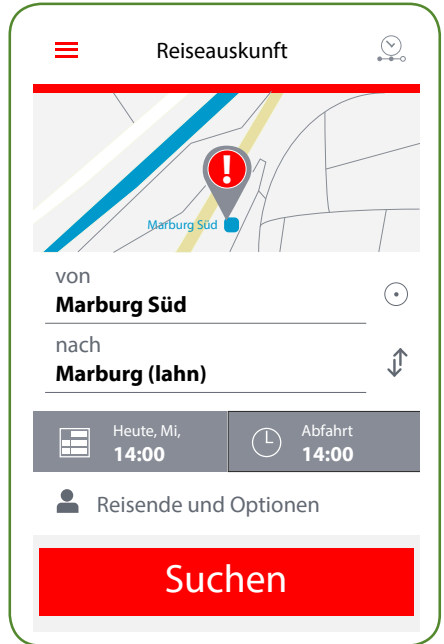 Reiseauskunft
!
Marburg Süd
von
Marburg Süd
nach
Marburg (lahn)
Heute, Mi,
14:00
Abfahrt
14:00
Reisende und Optionen
Suchen